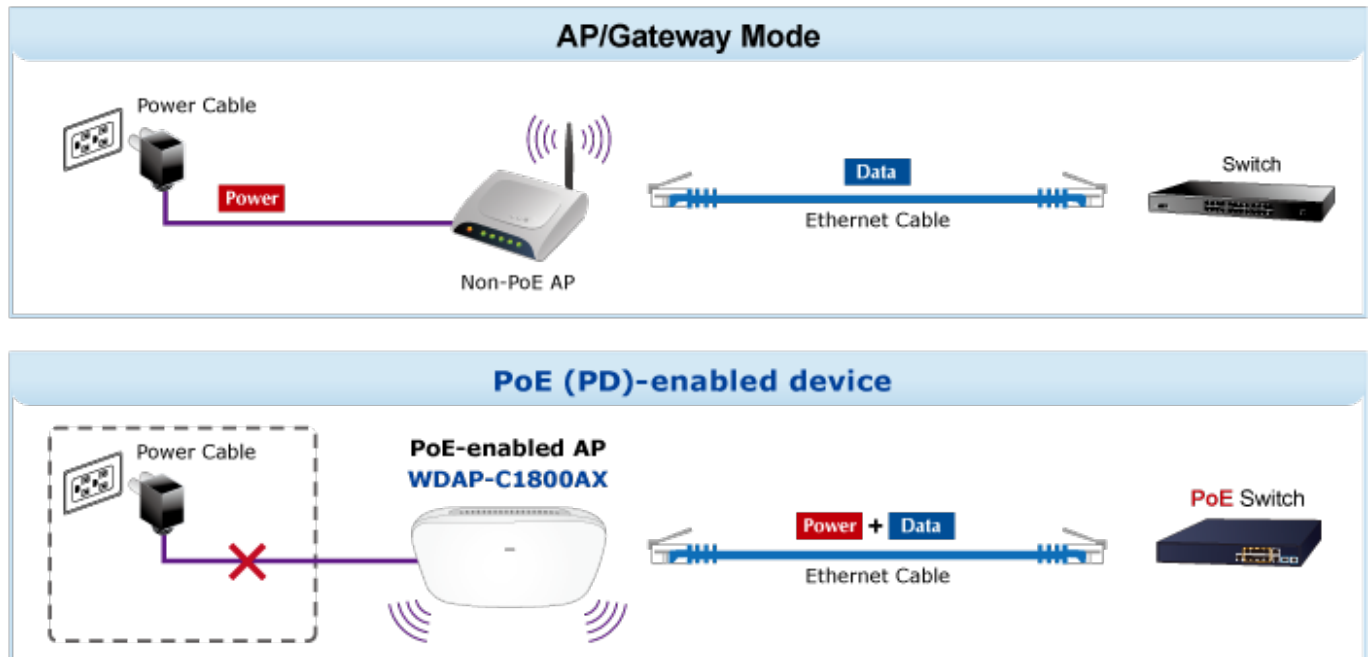 AP/Gateway Mode
Power Cable
Power
Non-PoE AP
Data
Ethernet Cable
Switch
PoE (PD)-enabled device
Power Cable
PoE-enabled AP
WDAP-C1800AX
Power + Data
Ethernet Cable
PoE Switch